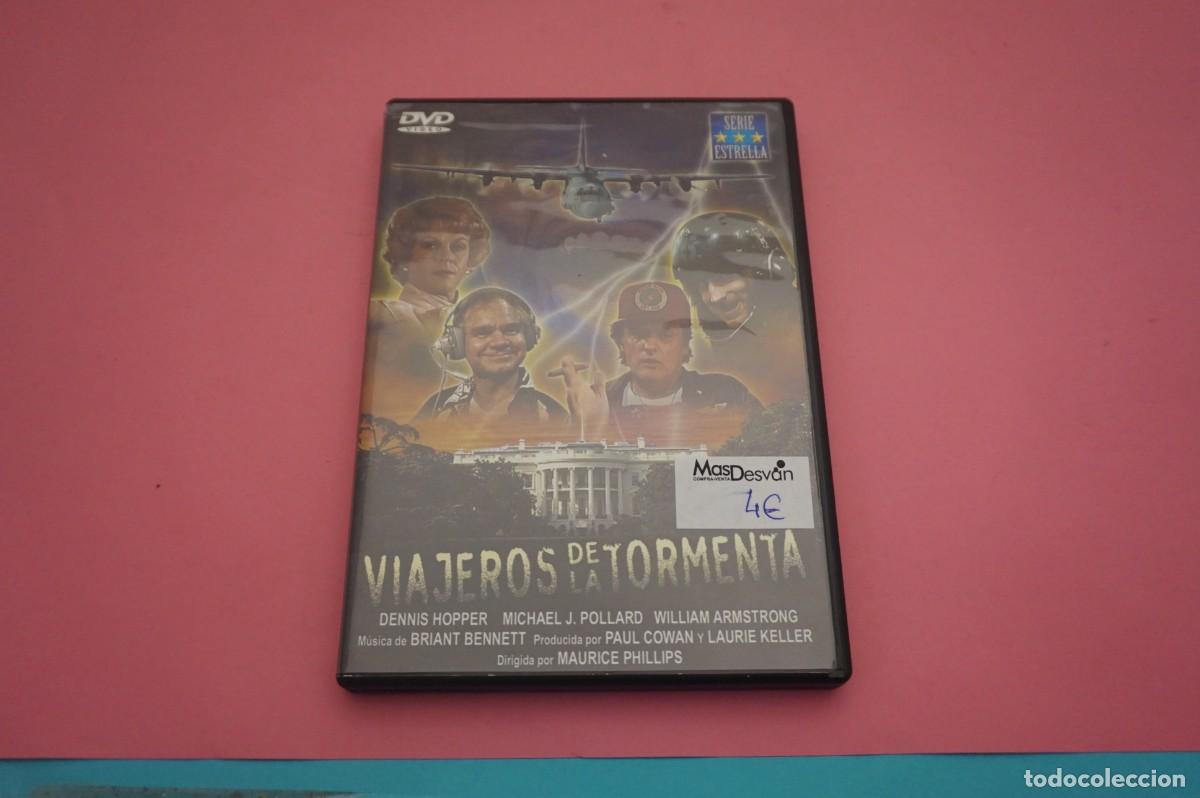 DVD
VIDEO
SERIE
ESTRELLA
MasDesván
COMPRA-VENTA
4€
VIAJEROS DE LA TORMENTA
DENNIS HOPPER MICHAEL J. POLLARD WILLIAM ARMSTRONG
Música de BRIANT BENNETT Producida por PAUL COWAN Y LAURIE KELLER
Dirigida por MAURICE PHILLIPS
todocoleccion